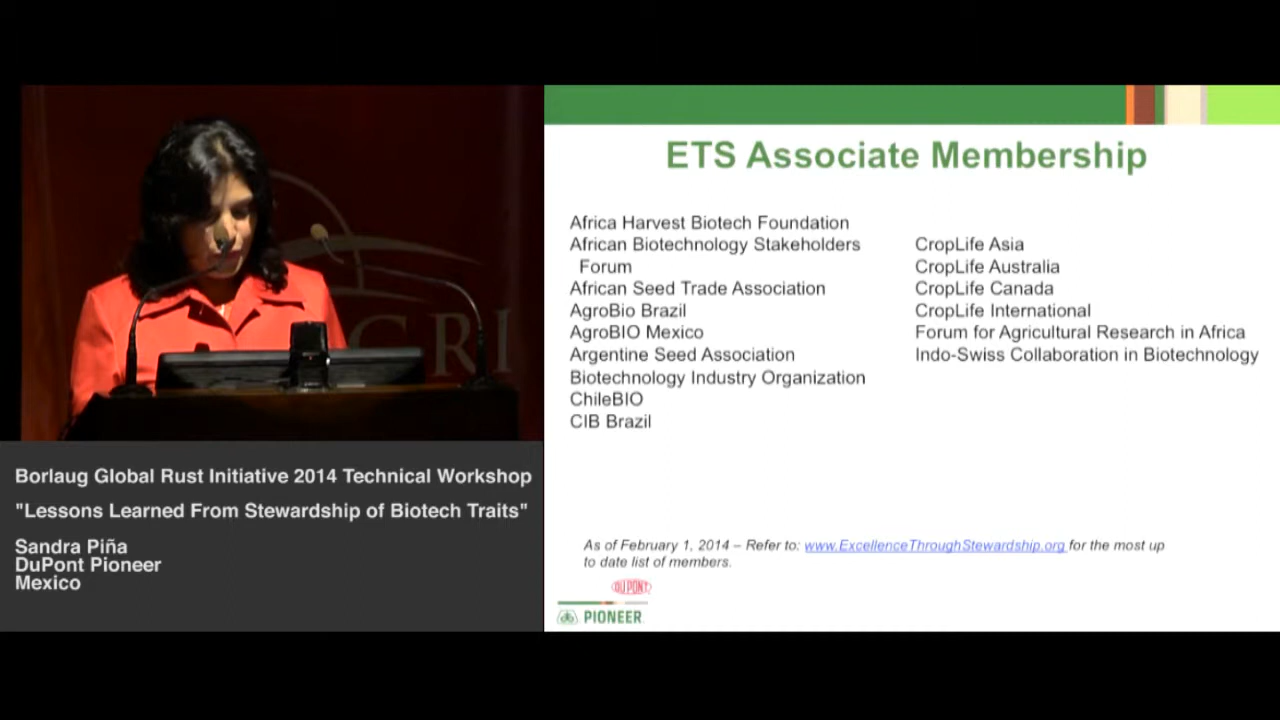 GRI
Borlaug Global Rust Initiative 2014 Technical Workshop
"Lessons Learned From Stewardship of Biotech Traits"
Sandra Piña
DuPont Pioneer
Mexico
ETS Associate Membership
Africa Harvest Biotech Foundation
African Biotechnology Stakeholders
Forum
African Seed Trade Association
AgroBio Brazil
AgroBIO Mexico
Argentine Seed Association
Biotechnology Industry Organization
ChileBIO
CIB Brazil
CropLife Asia
CropLife Australia
CropLife Canada
CropLife International
Forum for Agricultural Research in Africa
Indo-Swiss Collaboration in Biotechnology
As of February 1, 2014 – Refer to: www.ExcellenceThroughStewardship.org for the most up
to date list of members.
DUPONT
PIONEER